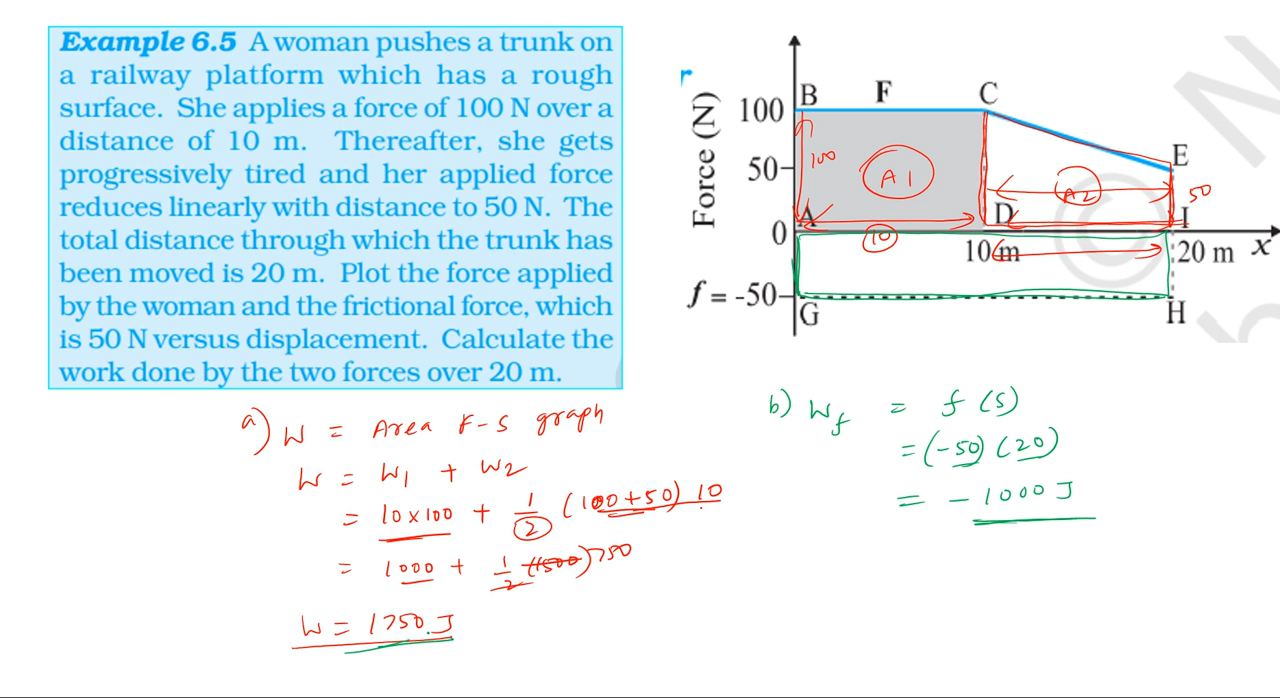 Example 6.5 A woman pushes a trunk on
a railway platform which has a rough
surface. She applies a force of 100 N over a
distance of 10 m. Thereafter, she gets
progressively tired and her applied force
reduces linearly with distance to 50 N. The
total distance through which the trunk has
been moved is 20 m. Plot the force applied
by the woman and the frictional force, which
is 50 N versus displacement. Calculate the
work done by the two forces over 20 m.
Force (N)
100 B F C
50 E
100 A1 A2 50
0 A D I
10
10 m 20 m x
f = -50
G H
a) W = Area F-S graph
W = W1 + W2
= 10×100 + 1/2 (100+50) 10
= 1000 + 1/2 (1500) 750
W = 1750 J
b) Wf = f (s)
= (-50) (20)
= - 1000 J